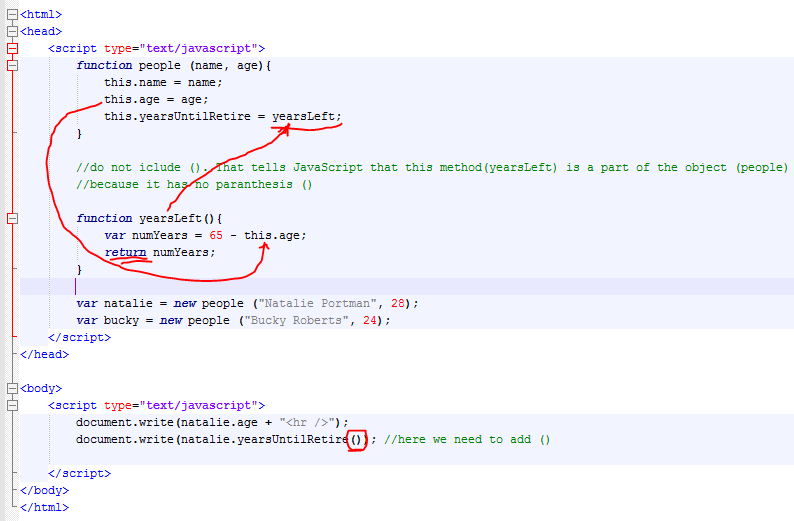 <html>
<head>
<script type="text/javascript">
function people (name, age){
this.name = name;
this.age = age;
this.yearsUntilRetire = yearsLeft;
}
//do not iclude (). That tells JavaScript that this method(yearsLeft) is a part of the object (people)
//because it has no paranthesis ()
function yearsLeft(){
var numYears = 65 - this.age;
return numYears;
}
var natalie = new people ("Natalie Portman", 28);
var bucky = new people ("Bucky Roberts", 24);
</script>
</head>
<body>
<script type="text/javascript">
document.write(natalie.age + "<hr />");
document.write(natalie.yearsUntilRetire()); //here we need to add ()
</script>
</body>
</html>